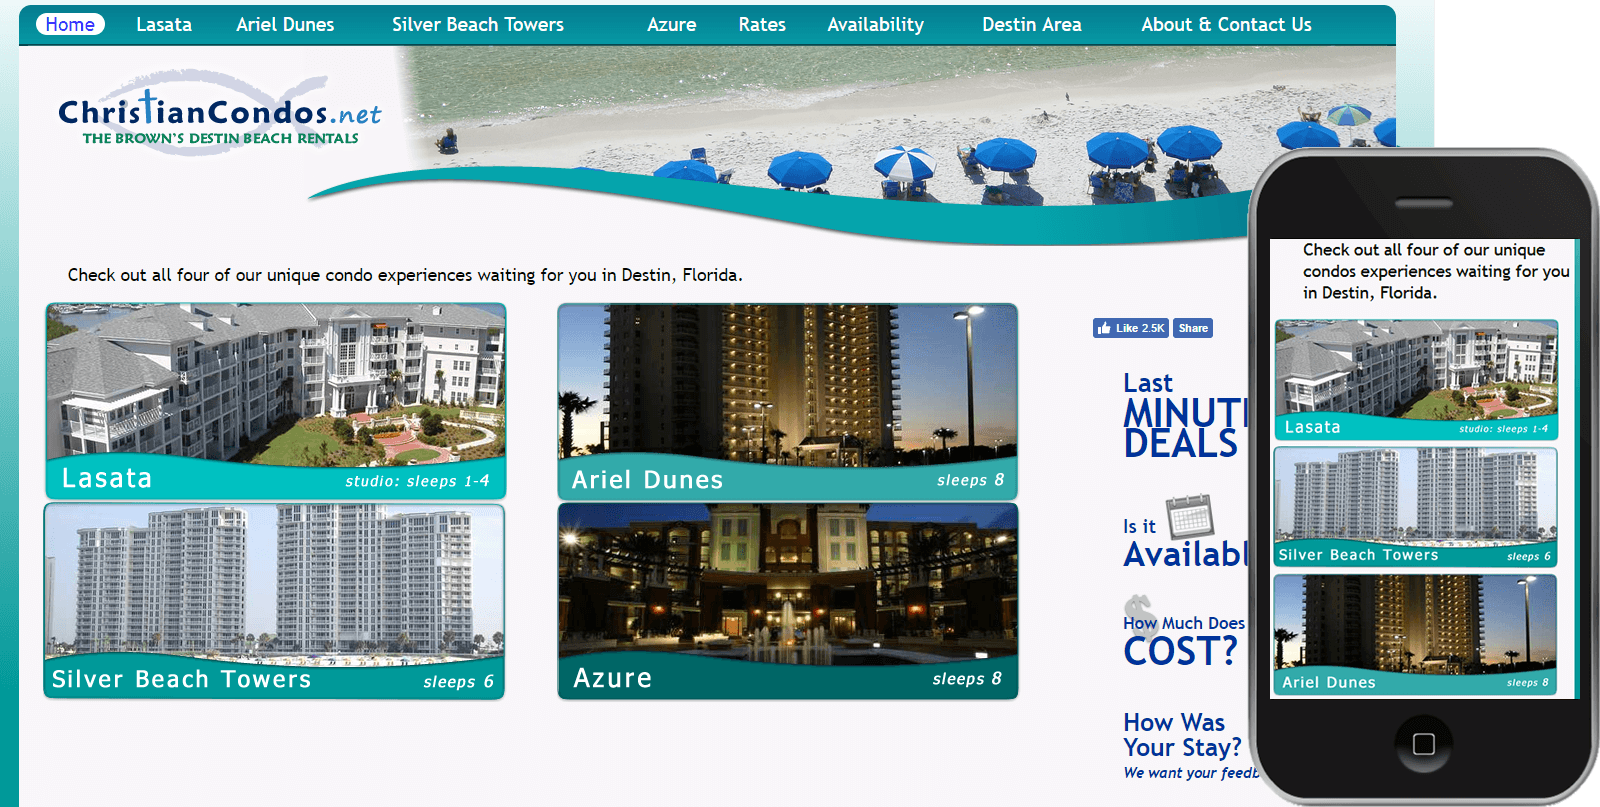 Home Lasata Ariel Dunes Silver Beach Towers Azure Rates Availability Destin Area About & Contact Us
ChristianCondos.net
THE BROWN'S DESTIN BEACH RENTALS
Check out all four of our unique condo experiences waiting for you in Destin, Florida.
Lasata studio: sleeps 1-4
Ariel Dunes sleeps 8
Silver Beach Towers sleeps 6
Azure sleeps 8
Like 2.5K Share
Last
MINUT
DEALS
Is it
Availabl
$
How Much Does
COST?
How Was
Your Stay?
We want your feedb
Check out all four of our unique
condos experiences waiting for you
in Destin, Florida.
Lasata studio: sleeps 1-4
Silver Beach Towers sleeps 6
Ariel Dunes sleeps 8